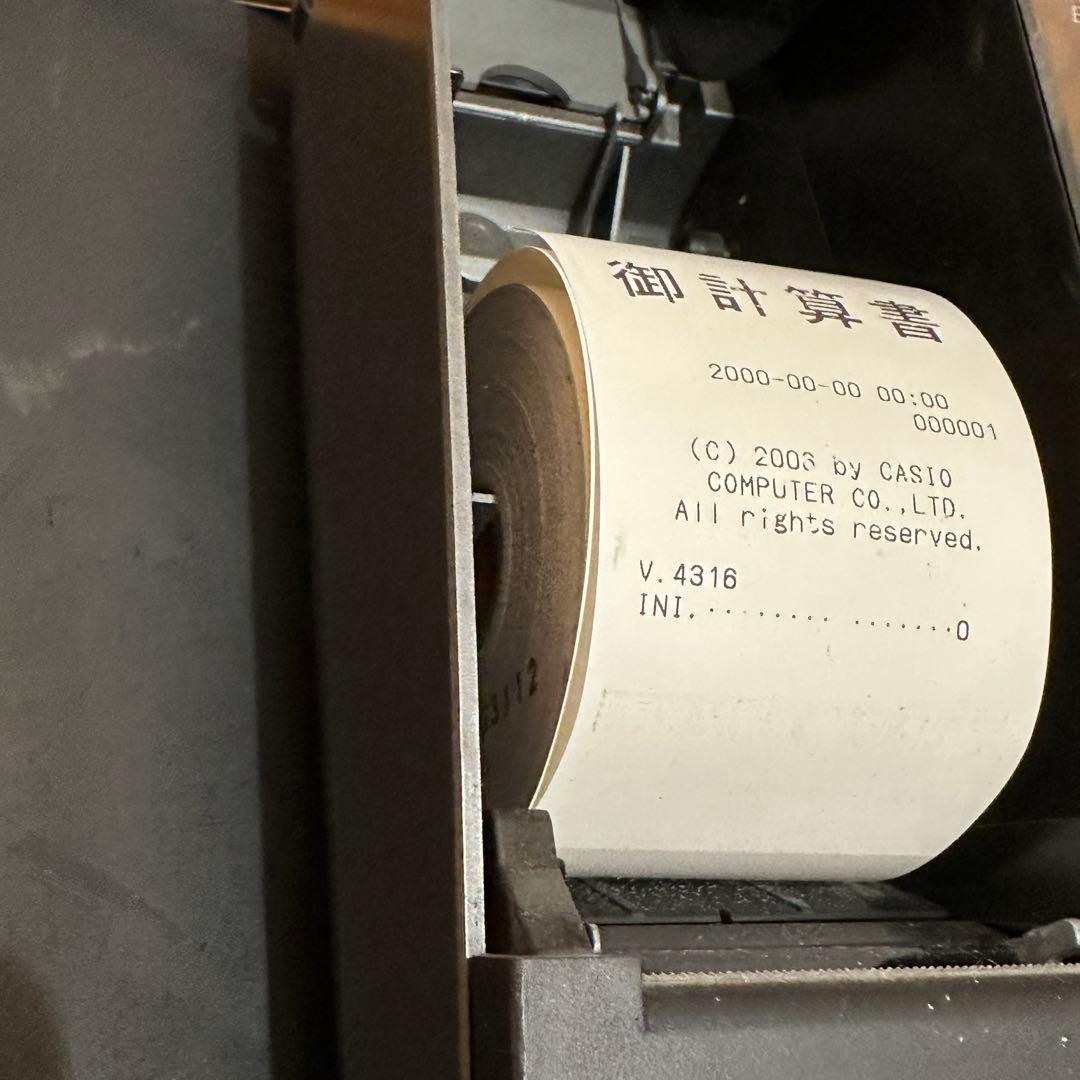 御計算書
2000-00-00 00:00
000001
(C) 2006 by CASIO
COMPUTER CO.,LTD.
All rights reserved.
V.4316
INI.·················0
3112